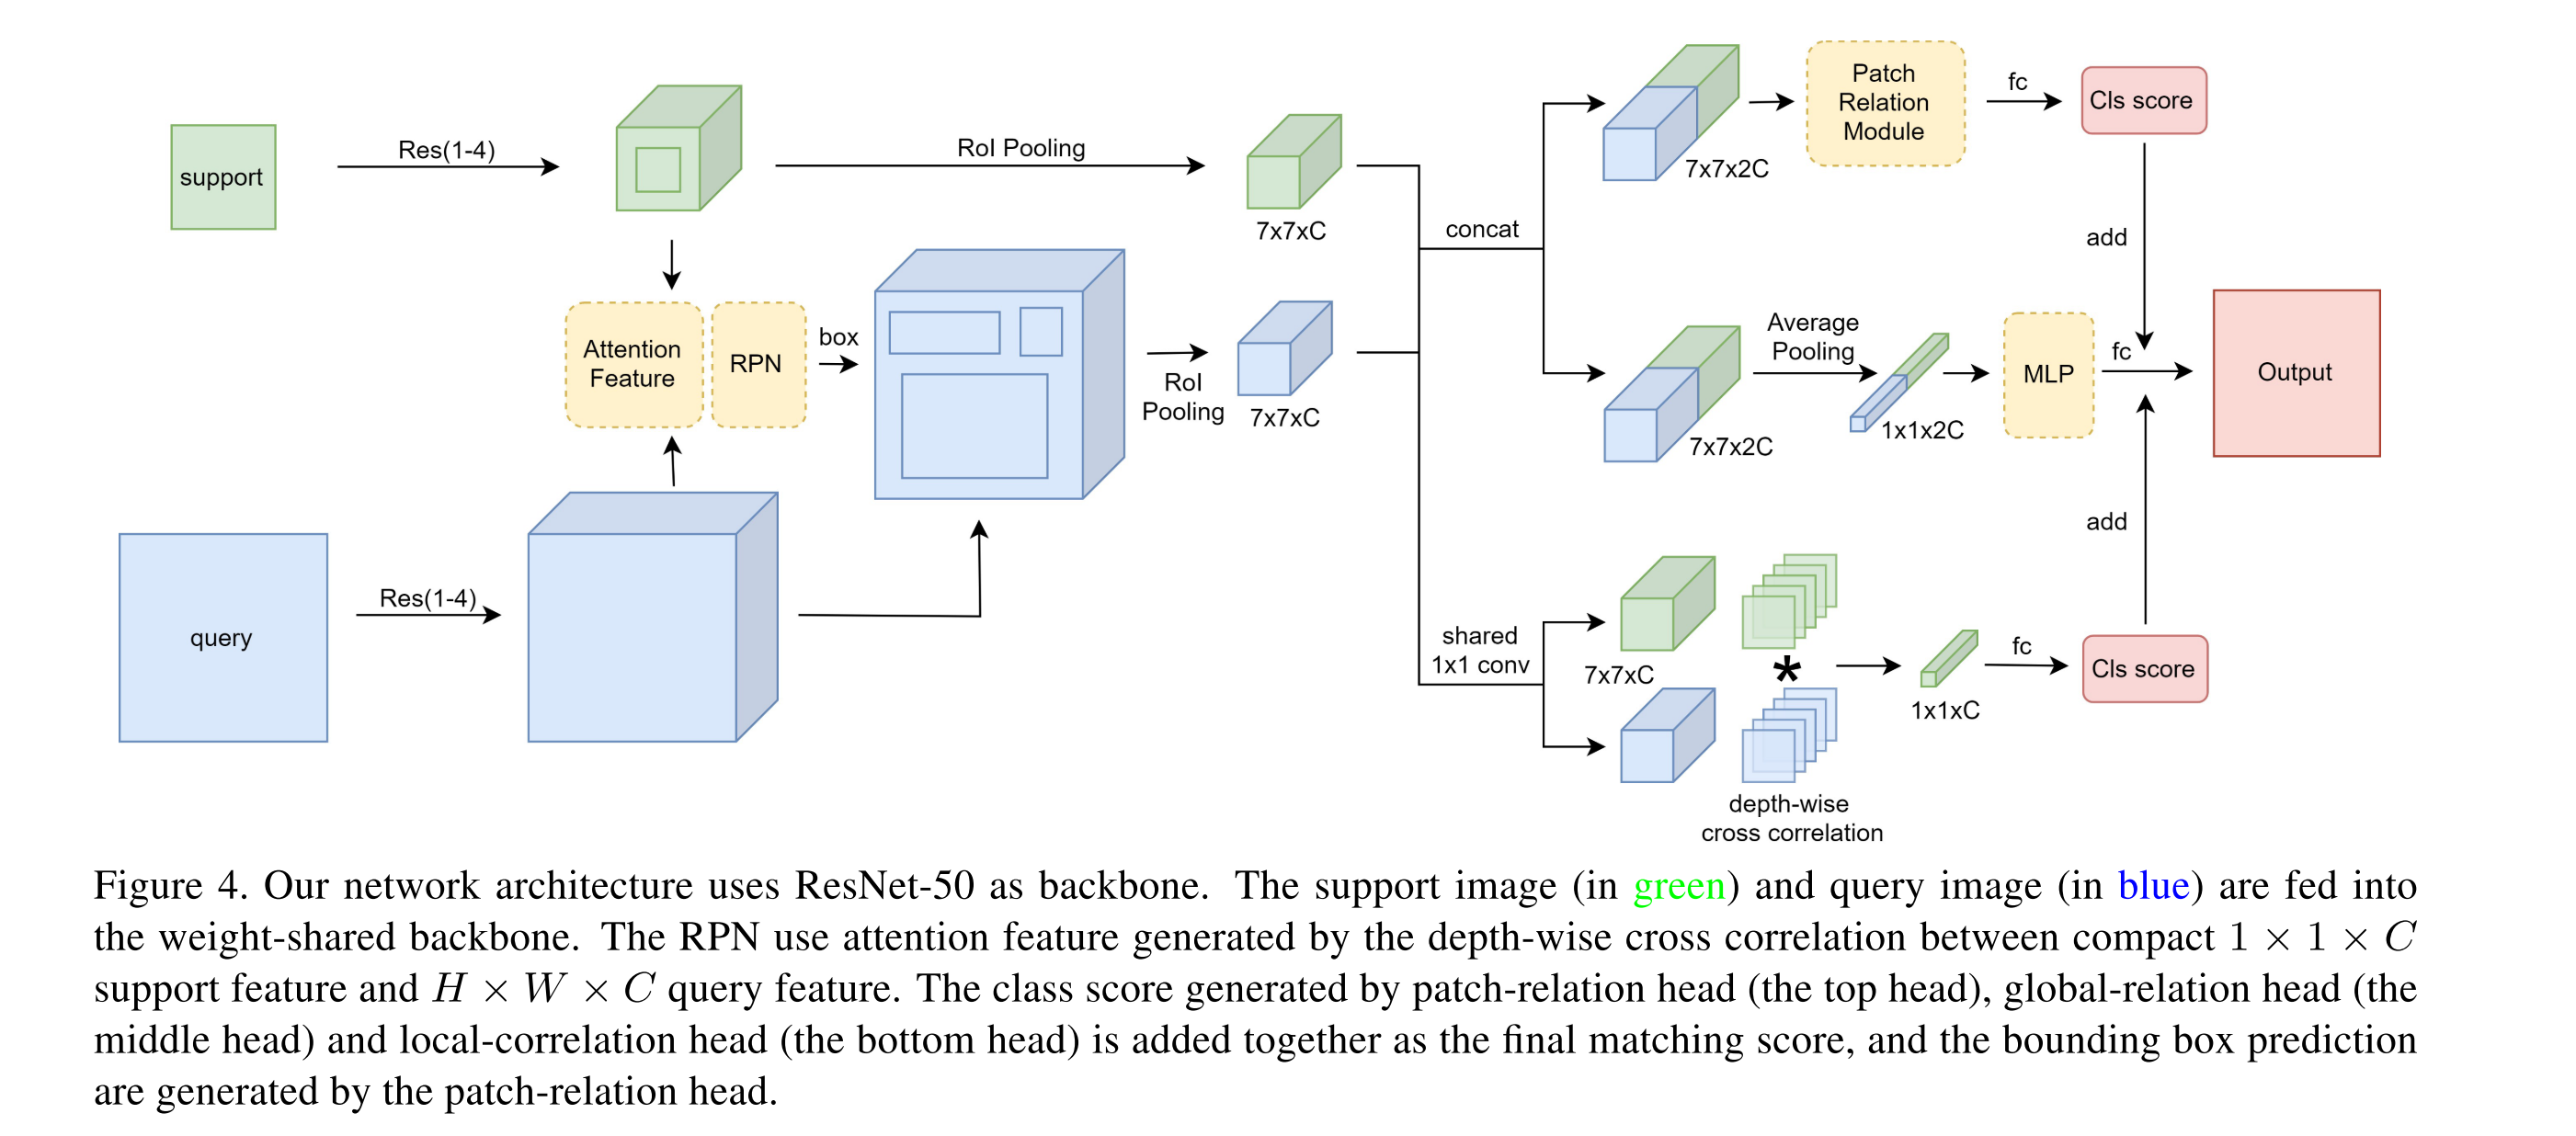 support
Res(1-4)
RoI Pooling
7x7xC
Attention
Feature
RPN
box
RoI
Pooling
7x7xC
query
Res(1-4)
concat
7x7x2C
Patch
Relation
Module
fc
Cls score
add
7x7x2C
Average
Pooling
1x1x2C
MLP
fc
Output
add
shared
1x1 conv
7x7xC
*
depth-wise
cross correlation
1x1xC
fc
Cls score
Figure 4. Our network architecture uses ResNet-50 as backbone. The support image (in green) and query image (in blue) are fed into
the weight-shared backbone. The RPN use attention feature generated by the depth-wise cross correlation between compact 1 × 1 × C
support feature and H × W × C query feature. The class score generated by patch-relation head (the top head), global-relation head (the
middle head) and local-correlation head (the bottom head) is added together as the final matching score, and the bounding box prediction
are generated by the patch-relation head.